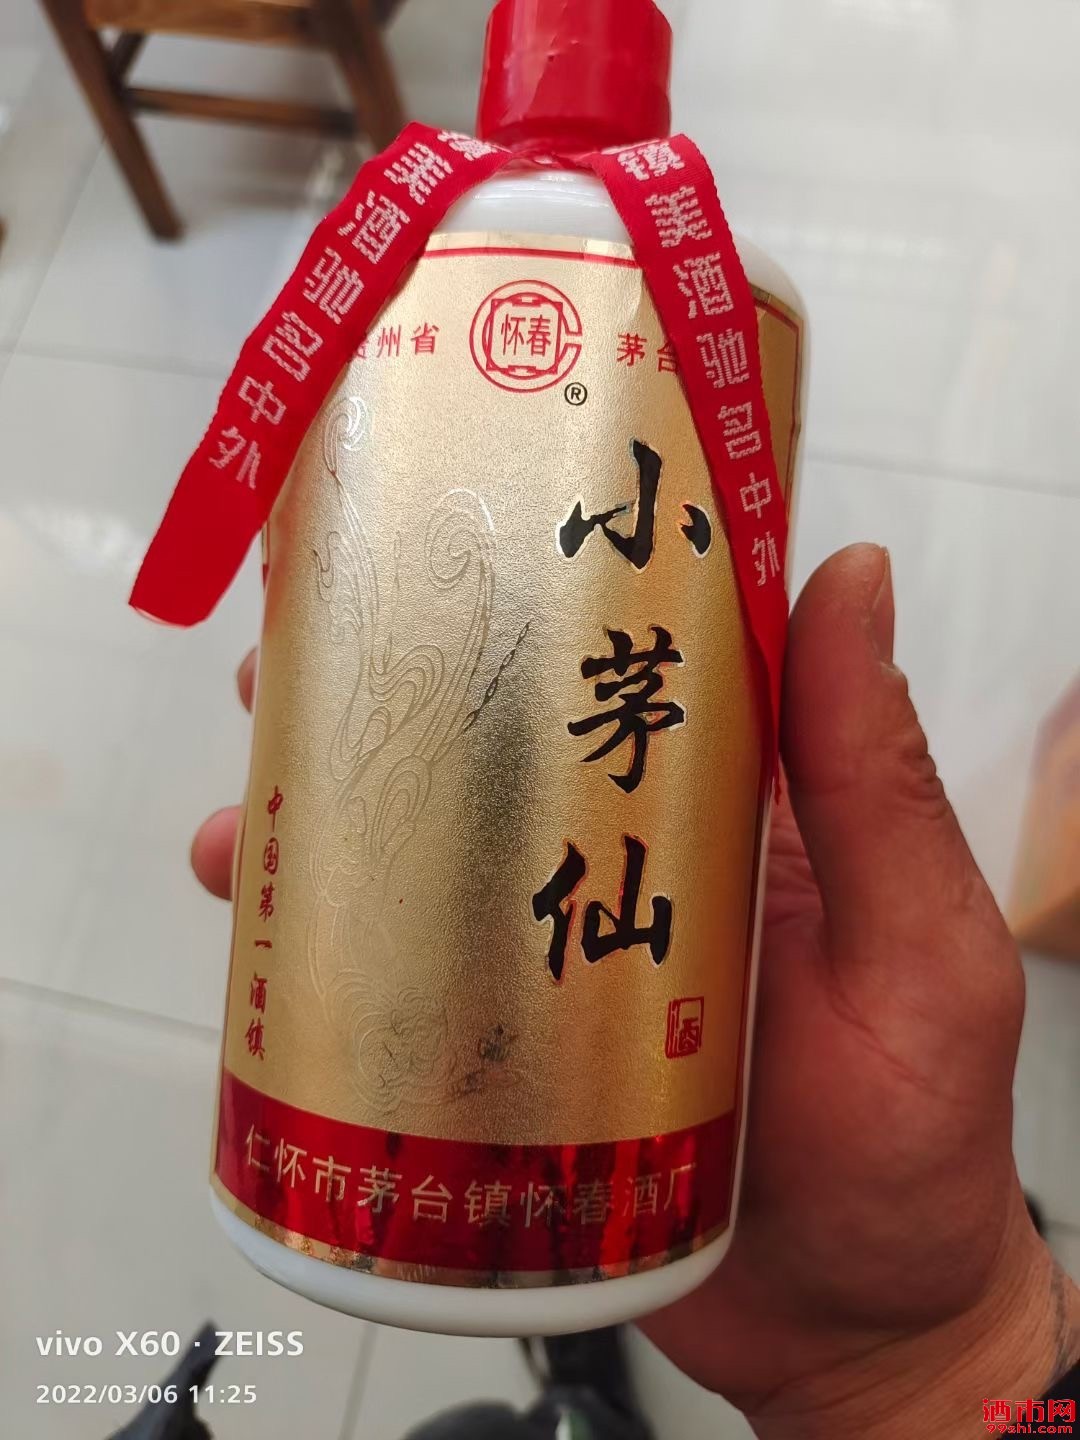 美酒驰名中外
镇美酒驰名中外
州省
怀春
茅台
®
小茅仙
酒
中国第一酒镇
仁怀市茅台镇怀春酒厂
vivo X60 · ZEISS
2022/03/06 11:25
酒市网
99shi.com